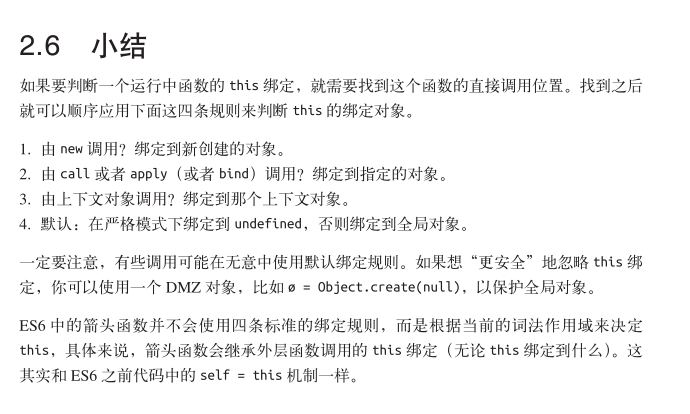 2.6 小结
如果要判断一个运行中函数的 this 绑定，就需要找到这个函数的直接调用位置。找到之后
就可以顺序应用下面这四条规则来判断 this 的绑定对象。
1. 由 new 调用？绑定到新创建的对象。
2. 由 call 或者 apply（或者 bind）调用？绑定到指定的对象。
3. 由上下文对象调用？绑定到那个上下文对象。
4. 默认：在严格模式下绑定到 undefined，否则绑定到全局对象。
一定要注意，有些调用可能在无意中使用默认绑定规则。如果想“更安全”地忽略 this 绑
定，你可以使用一个 DMZ 对象，比如 ø = Object.create(null)，以保护全局对象。
ES6 中的箭头函数并不会使用四条标准的绑定规则，而是根据当前的词法作用域来决定
this，具体来说，箭头函数会继承外层函数调用的 this 绑定（无论 this 绑定到什么）。这
其实和 ES6 之前代码中的 self = this 机制一样。